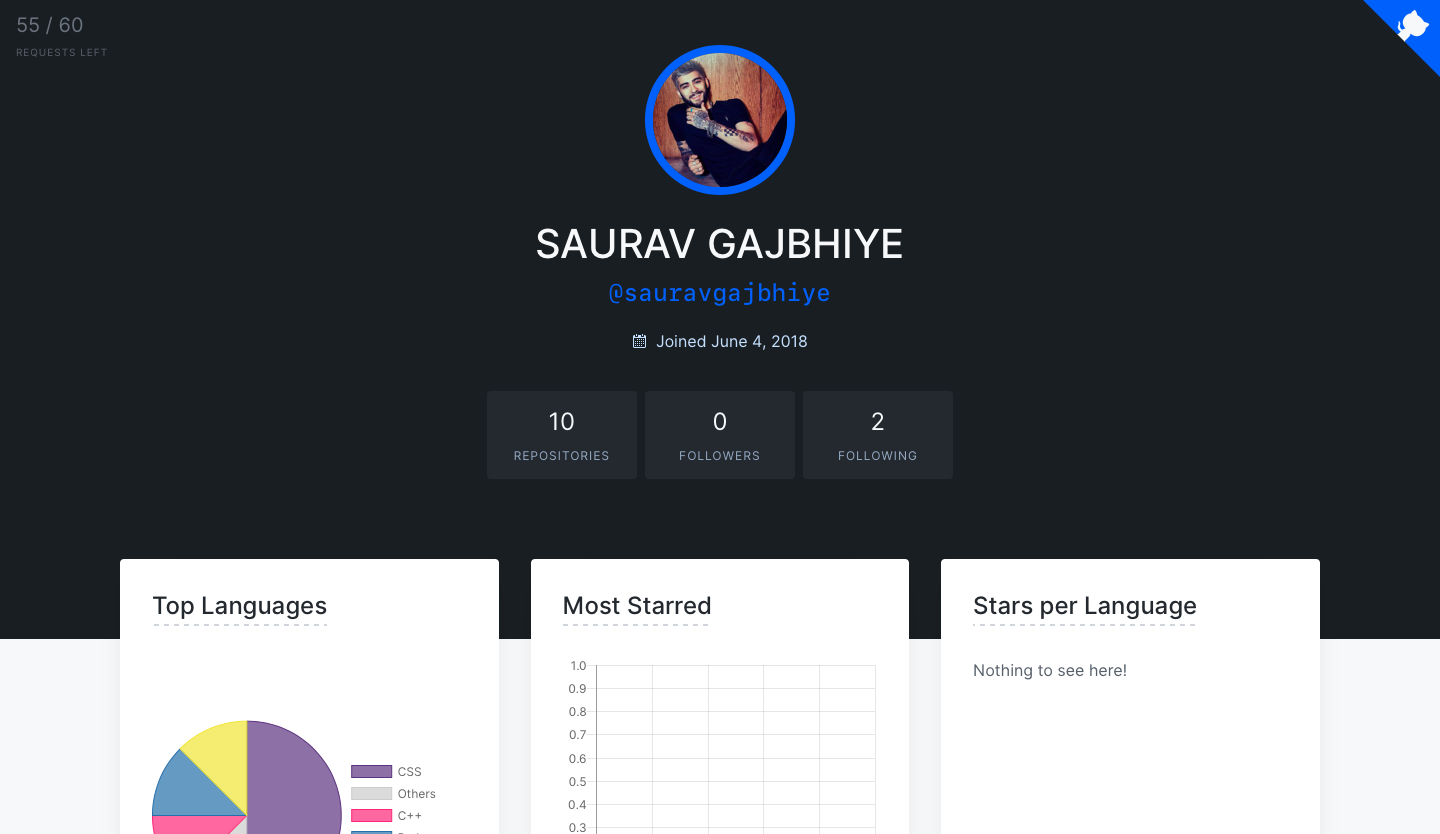 55 / 60
REQUESTS LEFT
SAURAV GAJBHIYE
@sauravgajbhiye
Joined June 4, 2018
10
REPOSITORIES
0
FOLLOWERS
2
FOLLOWING
Top Languages
CSS
Others
C++
Most Starred
1.0
0.9
0.8
0.7
0.6
0.5
0.4
0.3
Stars per Language
Nothing to see here!